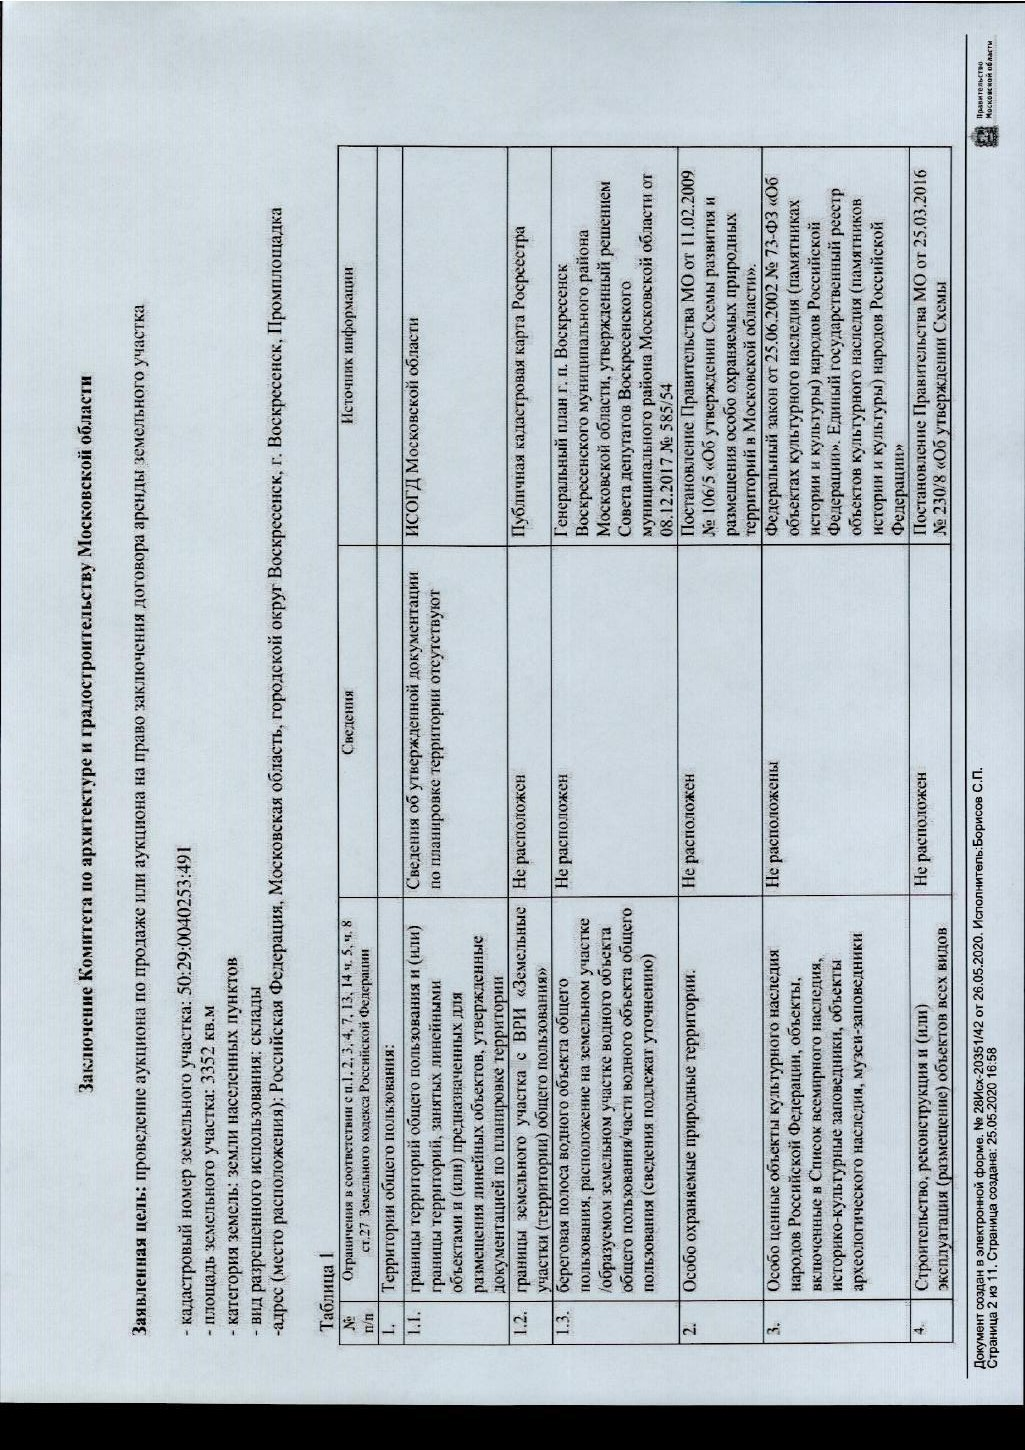 Заключение Комитета по архитектуре и градостроительству Московской области
Заявленная цель: проведение аукциона по продаже или аукциона на право заключения договора аренды земельного участка
- кадастровый номер земельного участка: 50:29:0040253:491
- площадь земельного участка: 3352 кв.м
- категория земель: земли населенных пунктов
- вид разрешенного использования: склады
-адрес (место расположения): Российская Федерация, Московская область, городской округ Воскресенск, г. Воскресенск, Промплощадка
Таблица 1
№
п/п
Ограничения в соответствии с п.1, 2, 3, 4, 7, 13, 14 ч. 5, ч. 8
ст.27 Земельного кодекса Российской Федерации
Сведения
Источник информации
1.
Территории общего пользования:
1.1.
границы территорий общего пользования и (или)
границы территорий, занятых линейными
объектами и (или) предназначенных для
размещения линейных объектов, утвержденные
документацией по планировке территории
Сведения об утвержденной документации
по планировке территории отсутствуют
ИСОГД Московской области
1.2.
границы земельного участка с ВРИ «Земельные
участки (территории) общего пользования»
Не расположен
Публичная кадастровая карта Росреестра
1.3.
береговая полоса водного объекта общего
пользования, расположение на земельном участке
/образуемом земельном участке водного объекта
общего пользования/части водного объекта общего
пользования (сведения подлежат уточнению)
Не расположен
Генеральный план г. п. Воскресенск
Воскресенского муниципального района
Московской области, утвержденный решением
Совета депутатов Воскресенского
муниципального района Московской области от
08.12.2017 № 585/54
2.
Особо охраняемые природные территории.
Не расположен
Постановление Правительства МО от 11.02.2009
№ 106/5 «Об утверждении Схемы развития и
размещения особо охраняемых природных
территорий в Московской области».
3.
Особо ценные объекты культурного наследия
народов Российской Федерации, объекты,
включенные в Список всемирного наследия,
историко-культурные заповедники, объекты
археологического наследия, музеи-заповедники
Не расположены
Федеральный закон от 25.06.2002 № 73-ФЗ «Об
объектах культурного наследия (памятниках
истории и культуры) народов Российской
Федерации». Единый государственный реестр
объектов культурного наследия (памятников
истории и культуры) народов Российской
Федерации»
4.
Строительство, реконструкция и (или)
эксплуатация (размещение) объектов всех видов
Не расположен
Постановление Правительства МО от 25.03.2016
№ 230/8 «Об утверждении Схемы
Документ создан в электронной форме. № 28Исх-20351/42 от 26.05.2020. Исполнитель:Борисов С.П.
Страница 2 из 11. Страница создана: 25.05.2020 16:58
Правительство
Московской области